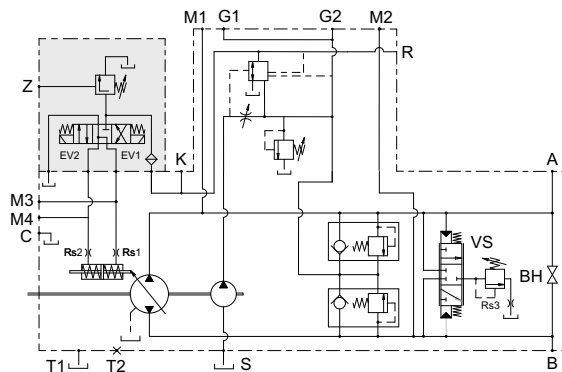 M1 G1 G2 M2
R
Z
EV2 EV1
K
A
M3
M4
C
Rs2 Rs1
VS
BH
Rs3
T1 T2 S
B